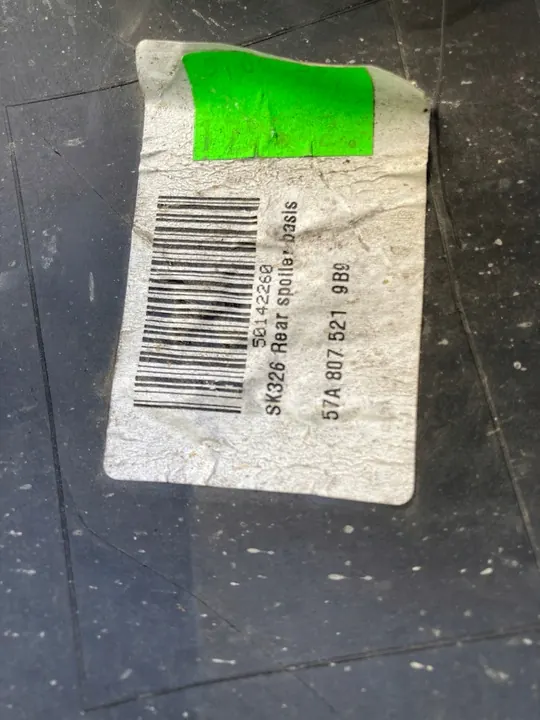 50142260
SK326 Rear spoiler basis
57A 807 521 9B9